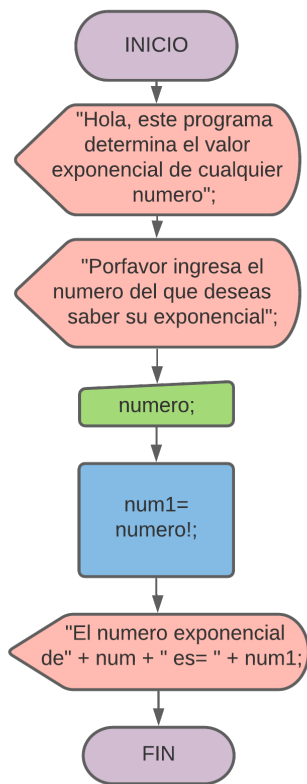 INICIO
"Hola, este programa
determina el valor
exponencial de cualquier
numero";
"Porfavor ingresa el
numero del que deseas
saber su exponencial";
numero;
num1=
numero!;
"El numero exponencial
de" + num + " es= " + num1;
FIN